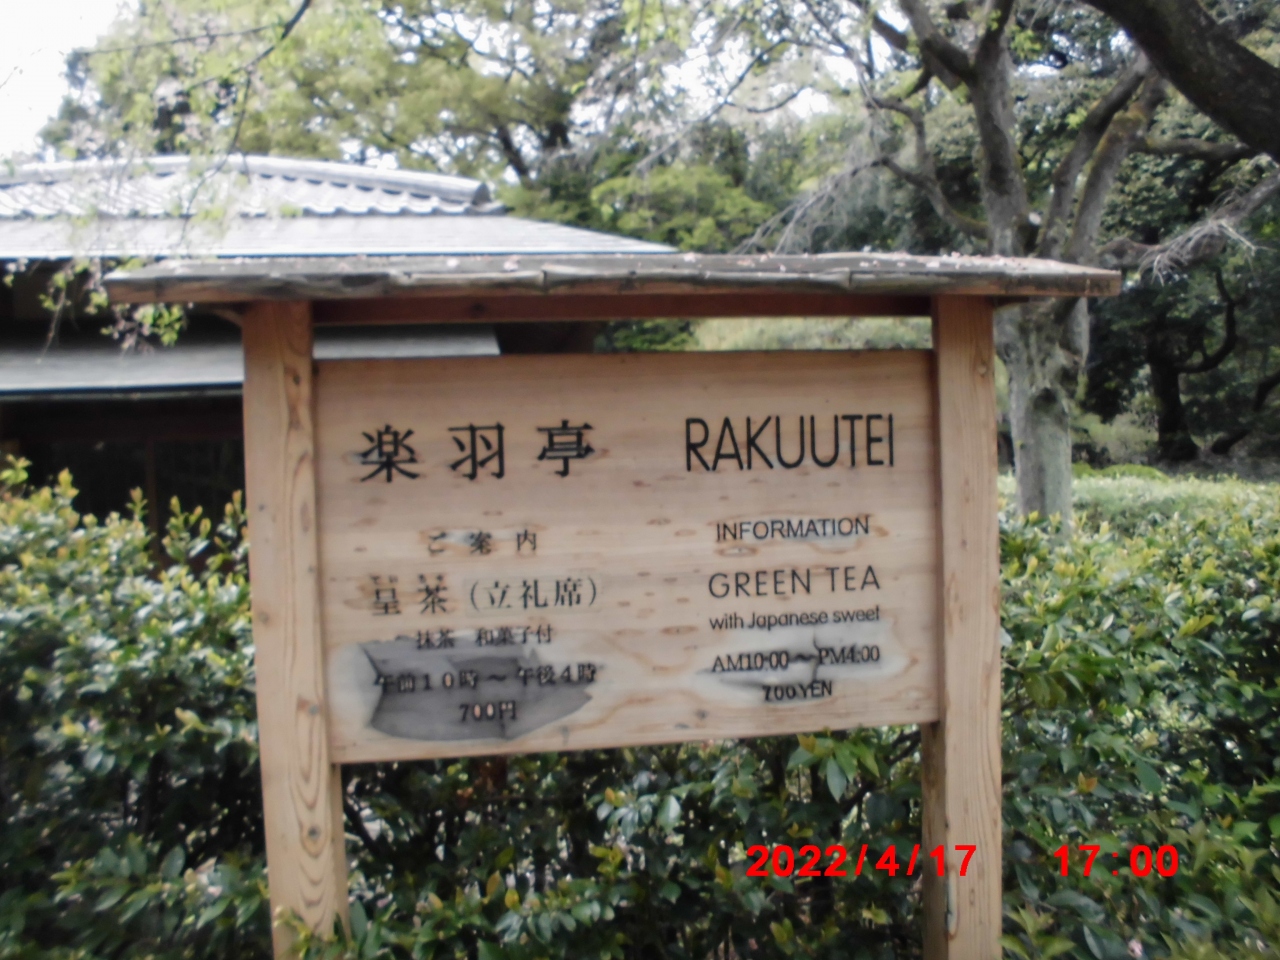 楽羽亭
ご案内
呈茶(立礼席)
抹茶 和菓子付
午前10時～午後4時
700円
RAKUUTEI
INFORMATION
GREEN TEA
with Japanese sweet
AM10:00～PM4:00
700YEN
2022/4/17 17:00